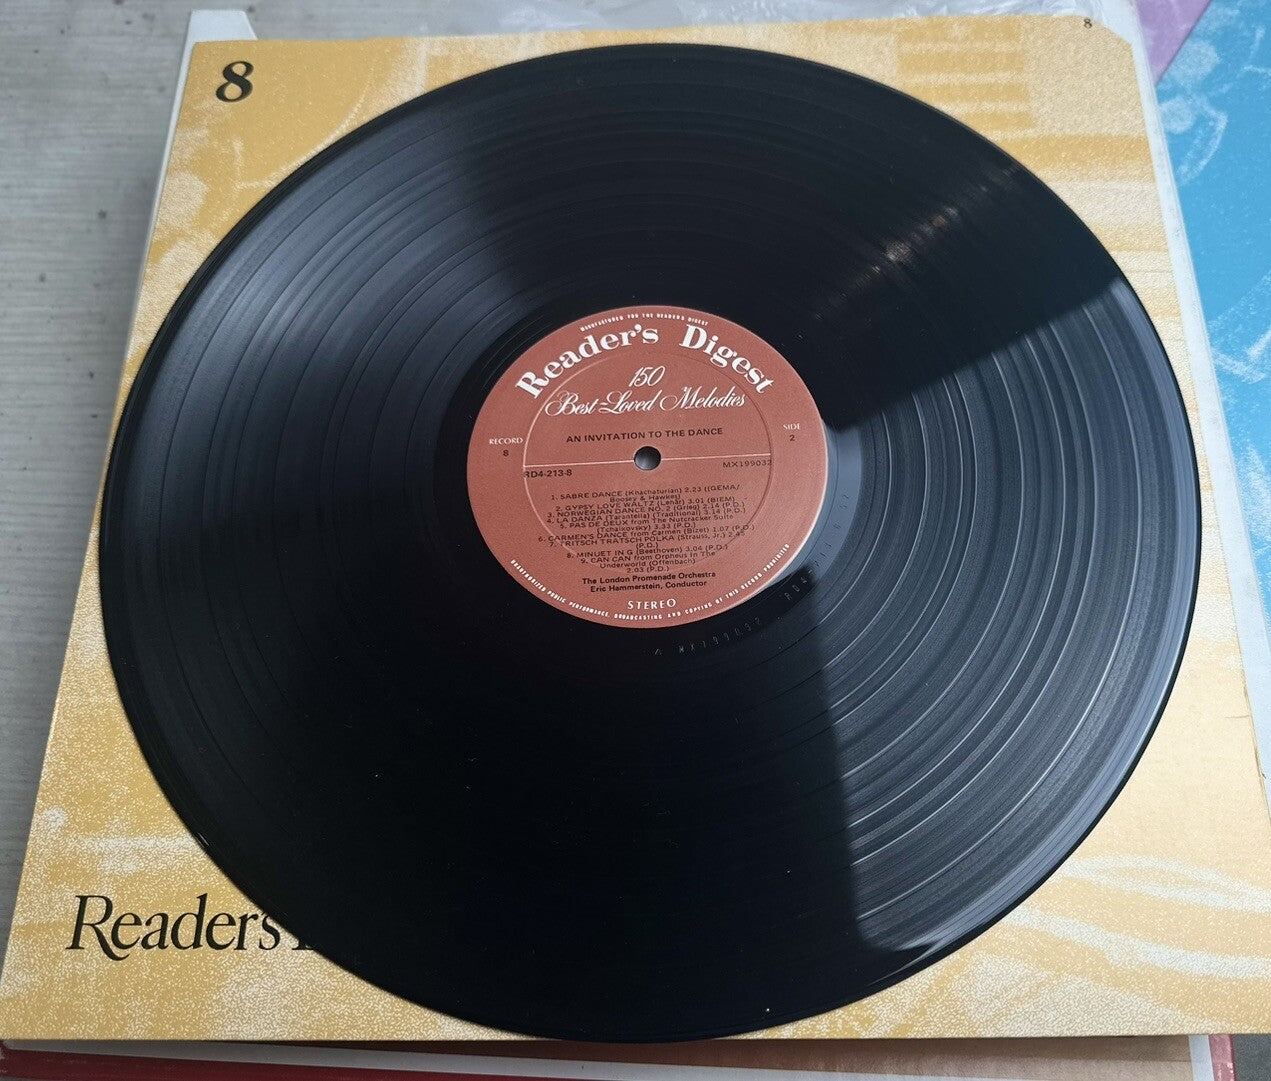 8
8
MANUFACTURED FOR THE READER'S DIGEST
Reader's Digest
150
Best-Loved Melodies
AN INVITATION TO THE DANCE
RECORD
8
SIDE
2
RD4-213-8
MX199032
1. SABRE DANCE (Khachaturian) 2.23 ((GEMA/
Boosey & Hawkes)
2. GYPSY LOVE WALTZ (Lehár) 3.01 (BIEM)
3. NORWEGIAN DANCE NO. 2 (Grieg) 2.14 (P.D.)
4. LA DANZA (Tarantella) (Traditional) 3.14 (P.D.)
5. PAS DE DEUX from The Nutcracker Suite
(Tchaikovsky) 3.33 (P.D.)
6. CARMEN'S DANCE from Carmen (Bizet) 1.07 (P.D.)
7. TRITSCH TRATSCH POLKA (Strauss, Jr.) 2.45
(P.D.)
8. MINUET IN G (Beethoven) 3.04 (P.D.)
9. CAN CAN from Orpheus In The
Underworld (Offenbach)
2.03 (P.D.)
The London Promenade Orchestra
Eric Hammerstein, Conductor
STEREO
UNAUTHORIZED PUBLIC PERFORMANCE, BROADCASTING AND COPYING OF THIS RECORD PROHIBITED
MX199032
Readers